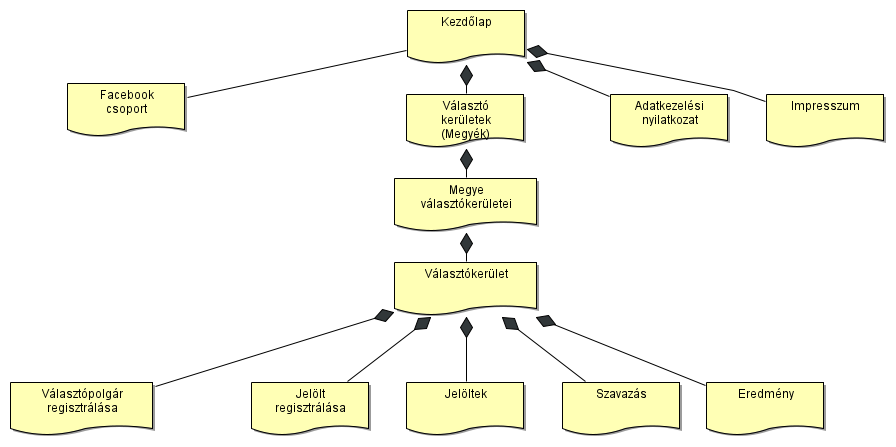 Kezdőlap
Facebook
csoport
Választó
kerületek
(Megyék)
Adatkezelési
nyilatkozat
Impresszum
Megye
választókerületei
Választókerület
Választópolgár
regisztrálása
Jelölt
regisztrálása
Jelöltek
Szavazás
Eredmény